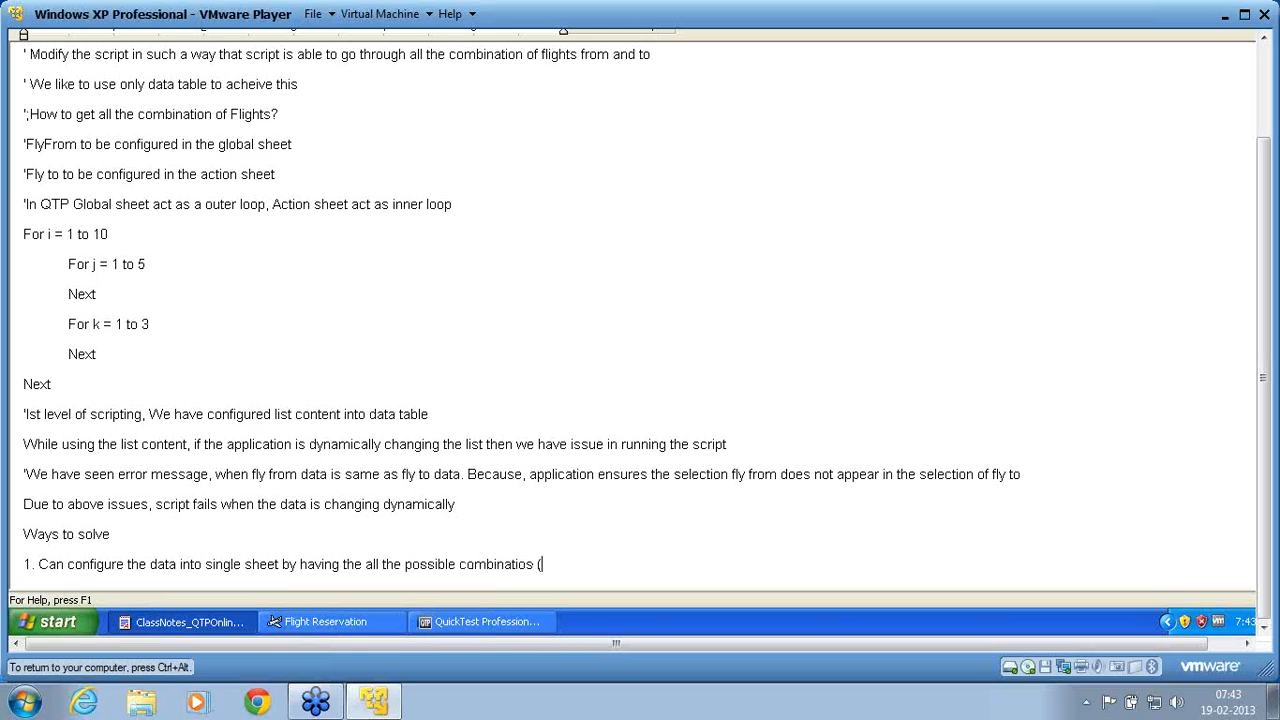 Windows XP Professional - VMware Player File Virtual Machine Help
' Modify the script in such a way that script is able to go through all the combination of flights from and to
' We like to use only data table to acheive this
';How to get all the combination of Flights?
'FlyFrom to be configured in the global sheet
'Fly to to be configured in the action sheet
'In QTP Global sheet act as a outer loop, Action sheet act as inner loop
For i = 1 to 10
For j = 1 to 5
Next
For k = 1 to 3
Next
Next
'Ist level of scripting, We have configured list content into data table
While using the list content, if the application is dynamically changing the list then we have issue in running the script
'We have seen error message, when fly from data is same as fly to data. Because, application ensures the selection fly from does not appear in the selection of fly to
Due to above issues, script fails when the data is changing dynamically
Ways to solve
1. Can configure the data into single sheet by having the all the possible combinatios (
For Help, press F1
start ClassNotes_QTPOnlin... Flight Reservation QuickTest Profession... 7:43
To return to your computer, press Ctrl+Alt. vmware
07:43
19-02-2013